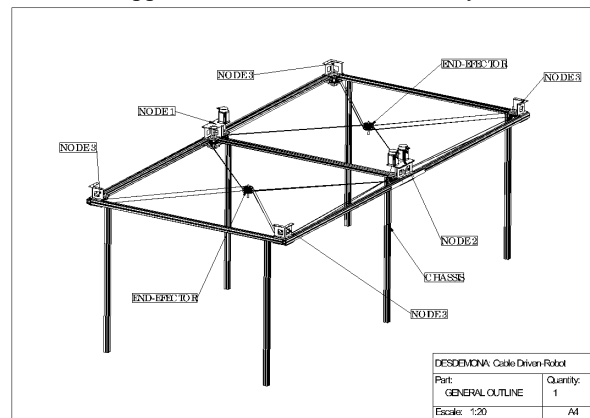 NODE3
END-EFECTOR
NODE3
NODE1
NODE3
NODE2
CHASSIS
END-EFECTOR
NODE3
DESDEMONA: Cable Driven-Robot
Part:
Quantity:
GENERAL OUTLINE
1
Escale: 1:20
A4